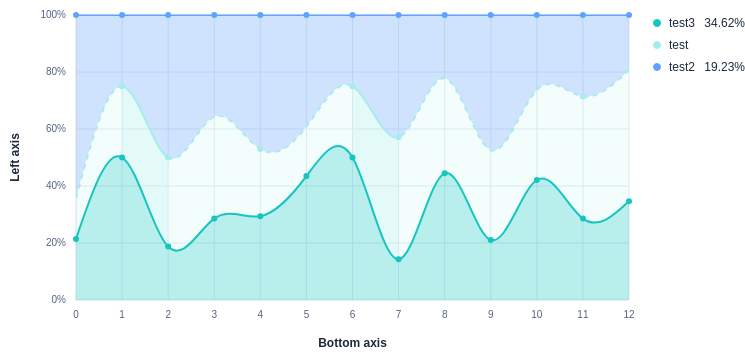 100%
80%
60%
40%
20%
0%
Left axis
0 1 2 3 4 5 6 7 8 9 10 11 12
Bottom axis
test3 34.62%
test
test2 19.23%